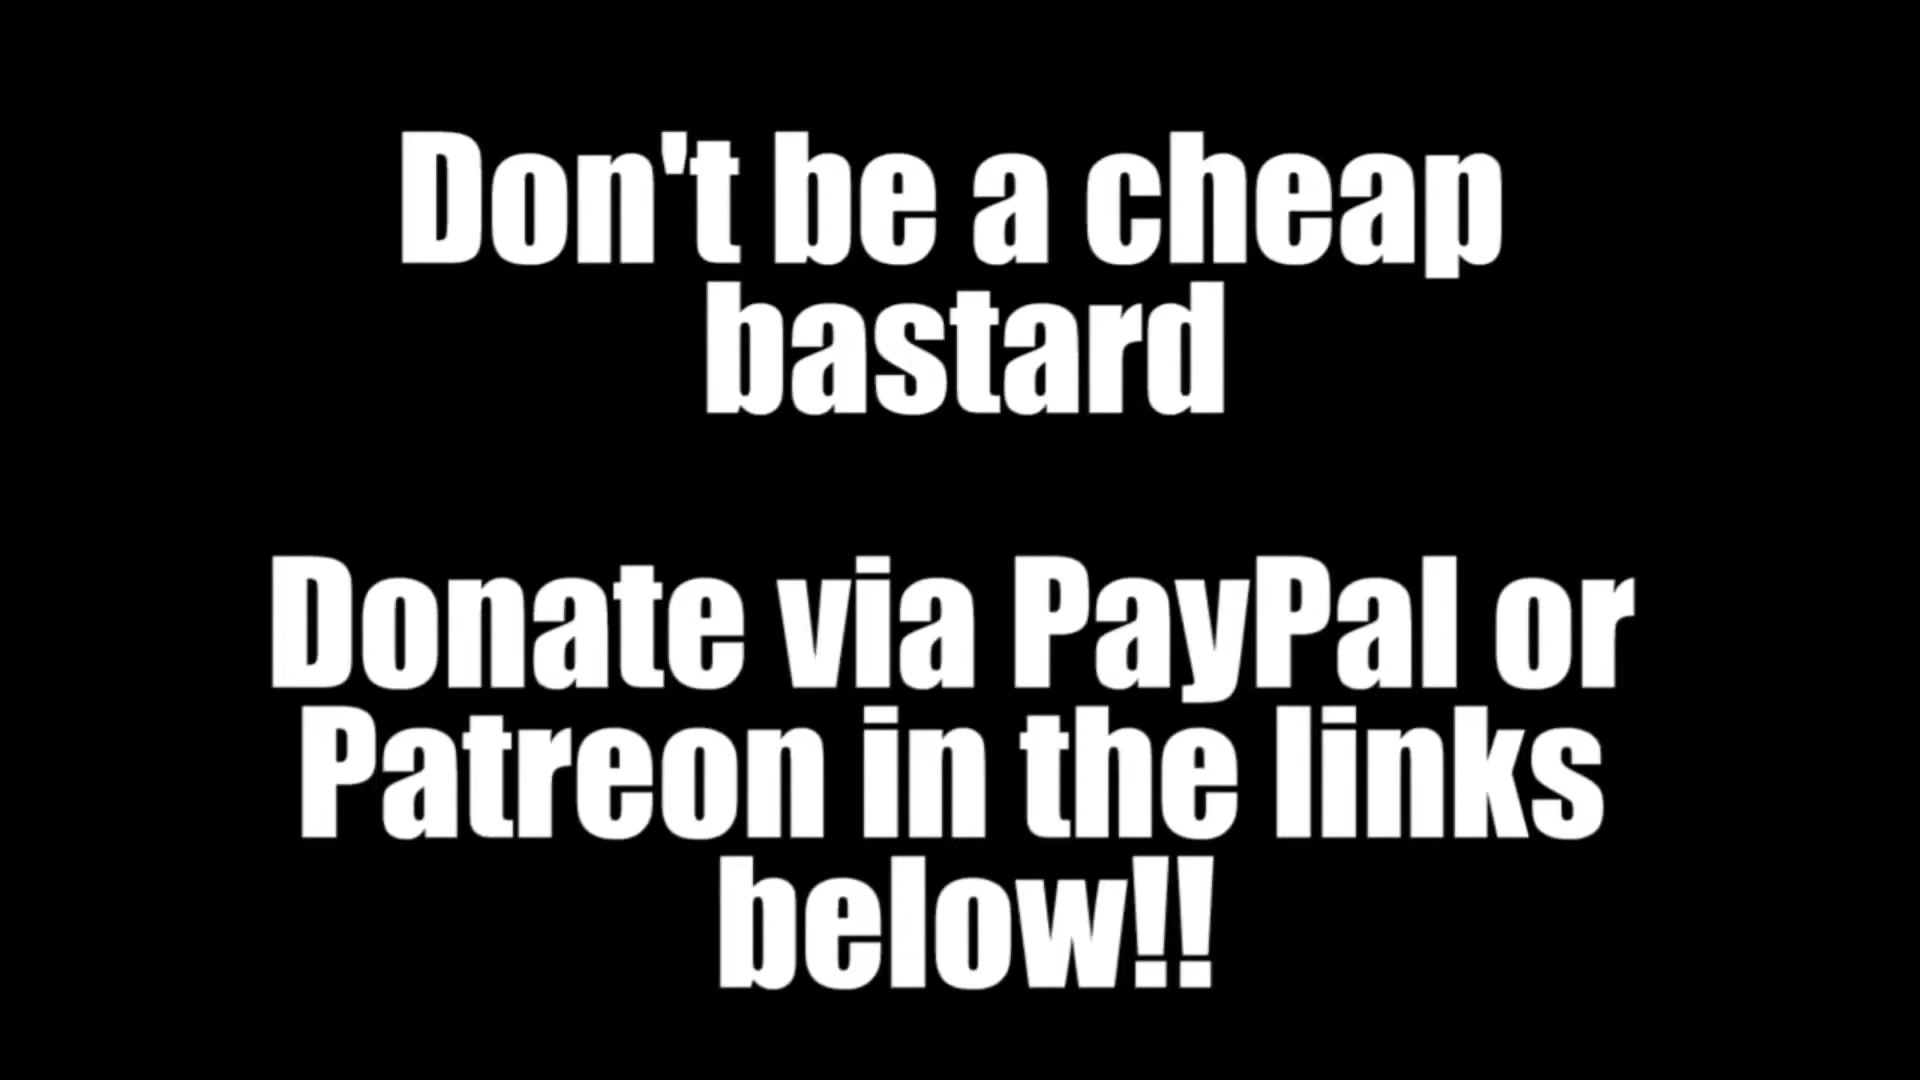 Don't be a cheap
bastard
Donate via PayPal or
Patreon in the links
below!!